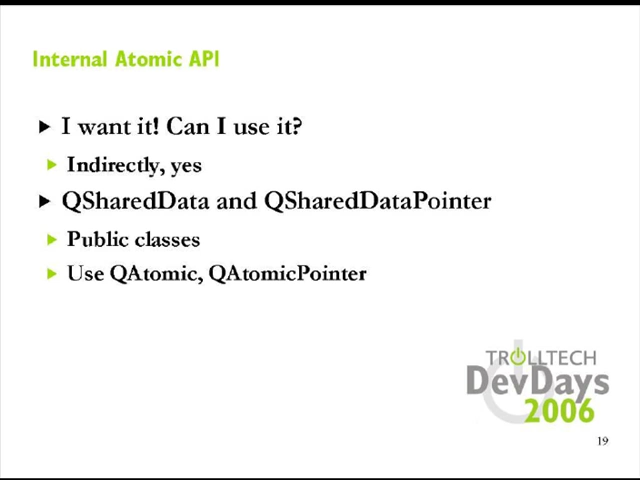 Internal Atomic API
I want it! Can I use it?
Indirectly, yes
QSharedData and QSharedDataPointer
Public classes
Use QAtomic, QAtomicPointer
TROLLTECH
DevDays
2006
19